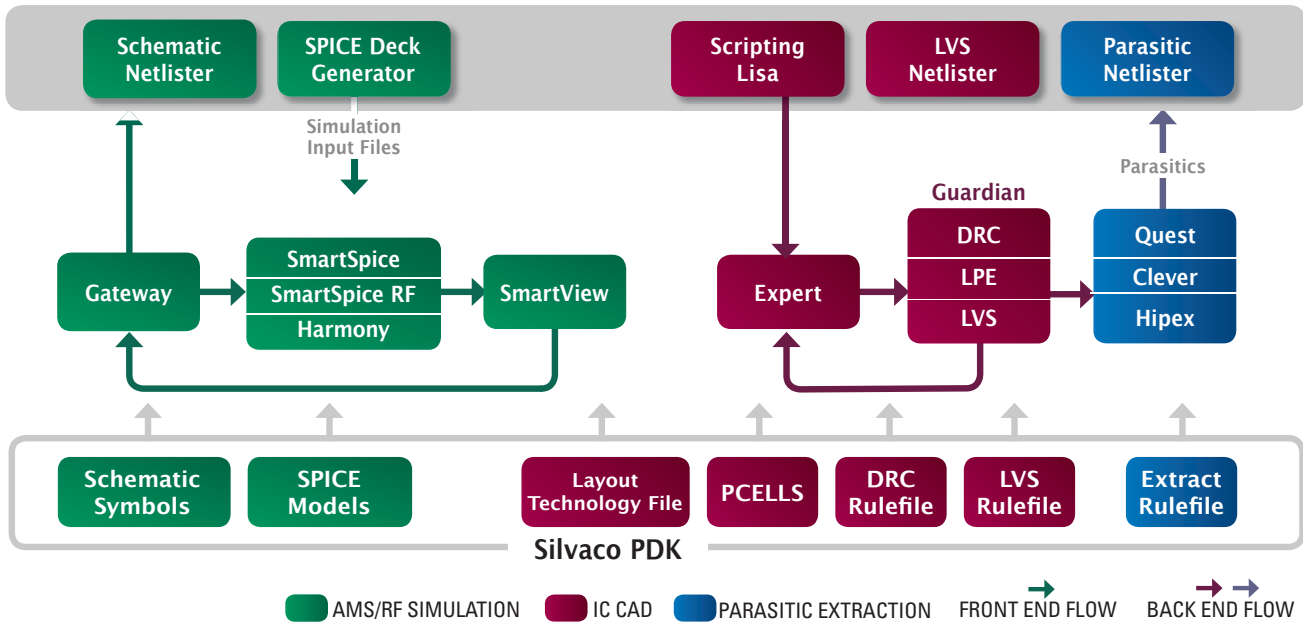 Schematic
Netlister
SPICE Deck
Generator
Scripting
Lisa
LVS
Netlister
Parasitic
Netlister
Simulation
Input Files
Parasitics
Guardian
Gateway
SmartSpice
SmartSpice RF
Harmony
SmartView
Expert
DRC
LPE
LVS
Quest
Clever
Hipex
Schematic
Symbols
SPICE
Models
Layout
Technology File
PCELLS
DRC
Rulefile
LVS
Rulefile
Extract
Rulefile
Silvaco PDK
AMS/RF SIMULATION
IC CAD
PARASITIC EXTRACTION
FRONT END FLOW
BACK END FLOW